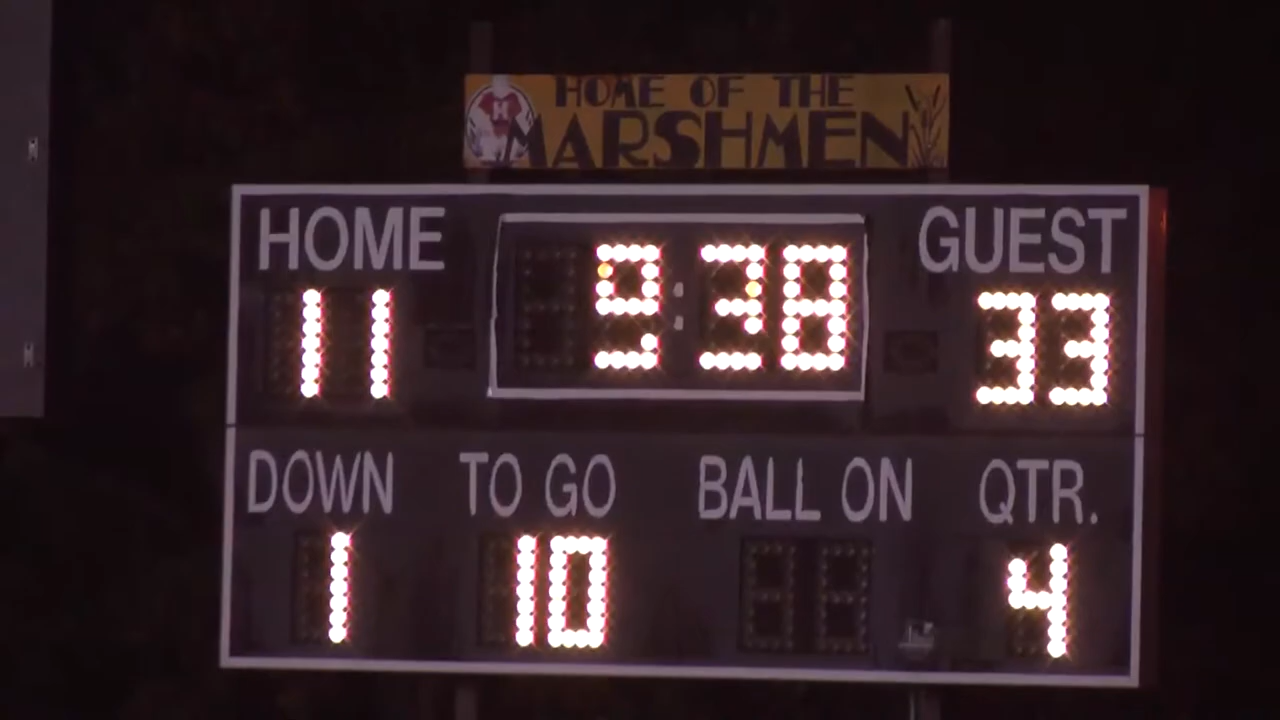 HOME OF THE
MARSHMEN
HOME 9:38 GUEST
11 33
DOWN TO GO BALL ON QTR.
1 10 4